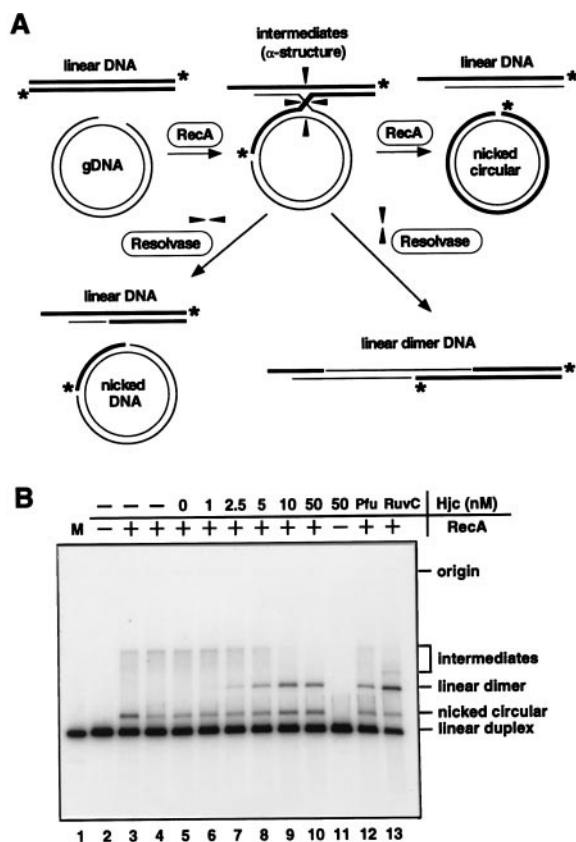 A
intermediates
(α-structure)
linear DNA
*
*
gDNA
RecA
*
*
RecA
linear DNA
*
*
nicked
circular
Resolvase
Resolvase
linear DNA
*
*
nicked
DNA
linear dimer DNA
*
*
B
– – – 0 1 2.5 5 10 50 50 Pfu RuvC Hjc (nM)
M – + + + + + + + + – + + RecA
origin
intermediates
linear dimer
nicked circular
linear duplex
1 2 3 4 5 6 7 8 9 10 11 12 13